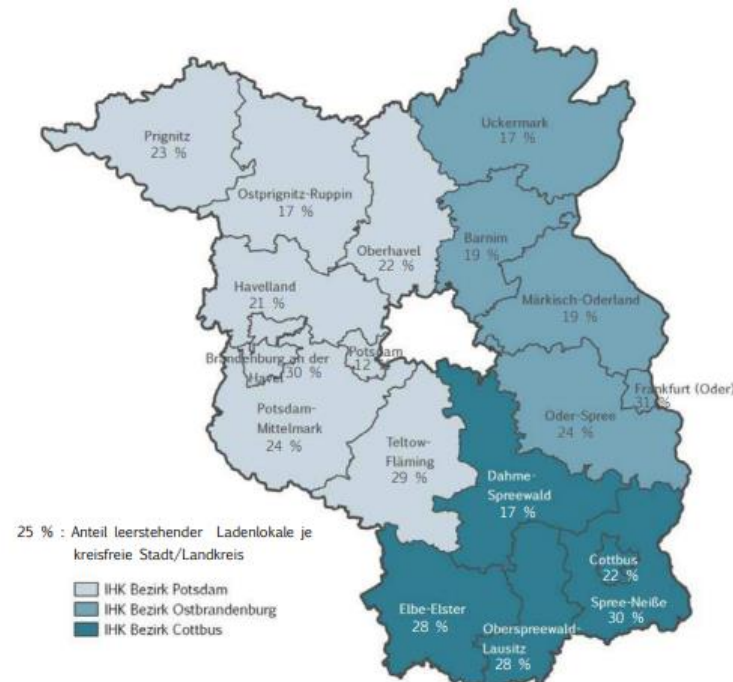 Uckermark
17 %
Prignitz
23 %
Ostprignitz-Ruppin
17 %
Oberhavel
22 %
Barnim
19 %
Havelland
21 %
Märkisch-Oderland
19 %
Brandenburg an der
Havel
30 %
Potsdam
12
Frankfurt (Oder)
31 %
Oder-Spree
24 %
Potsdam-
Mittelmark
24 %
Teltow-
Fläming
29 %
Dahme-
Spreewald
17 %
25 % : Anteil leerstehender Ladenlokale je
kreisfreie Stadt/Landkreis
Cottbus
22 %
Spree-Neiße
30 %
Elbe-Elster
28 %
Oberspreewald-
Lausitz
28 %
IHK Bezirk Potsdam
IHK Bezirk Ostbrandenburg
IHK Bezirk Cottbus